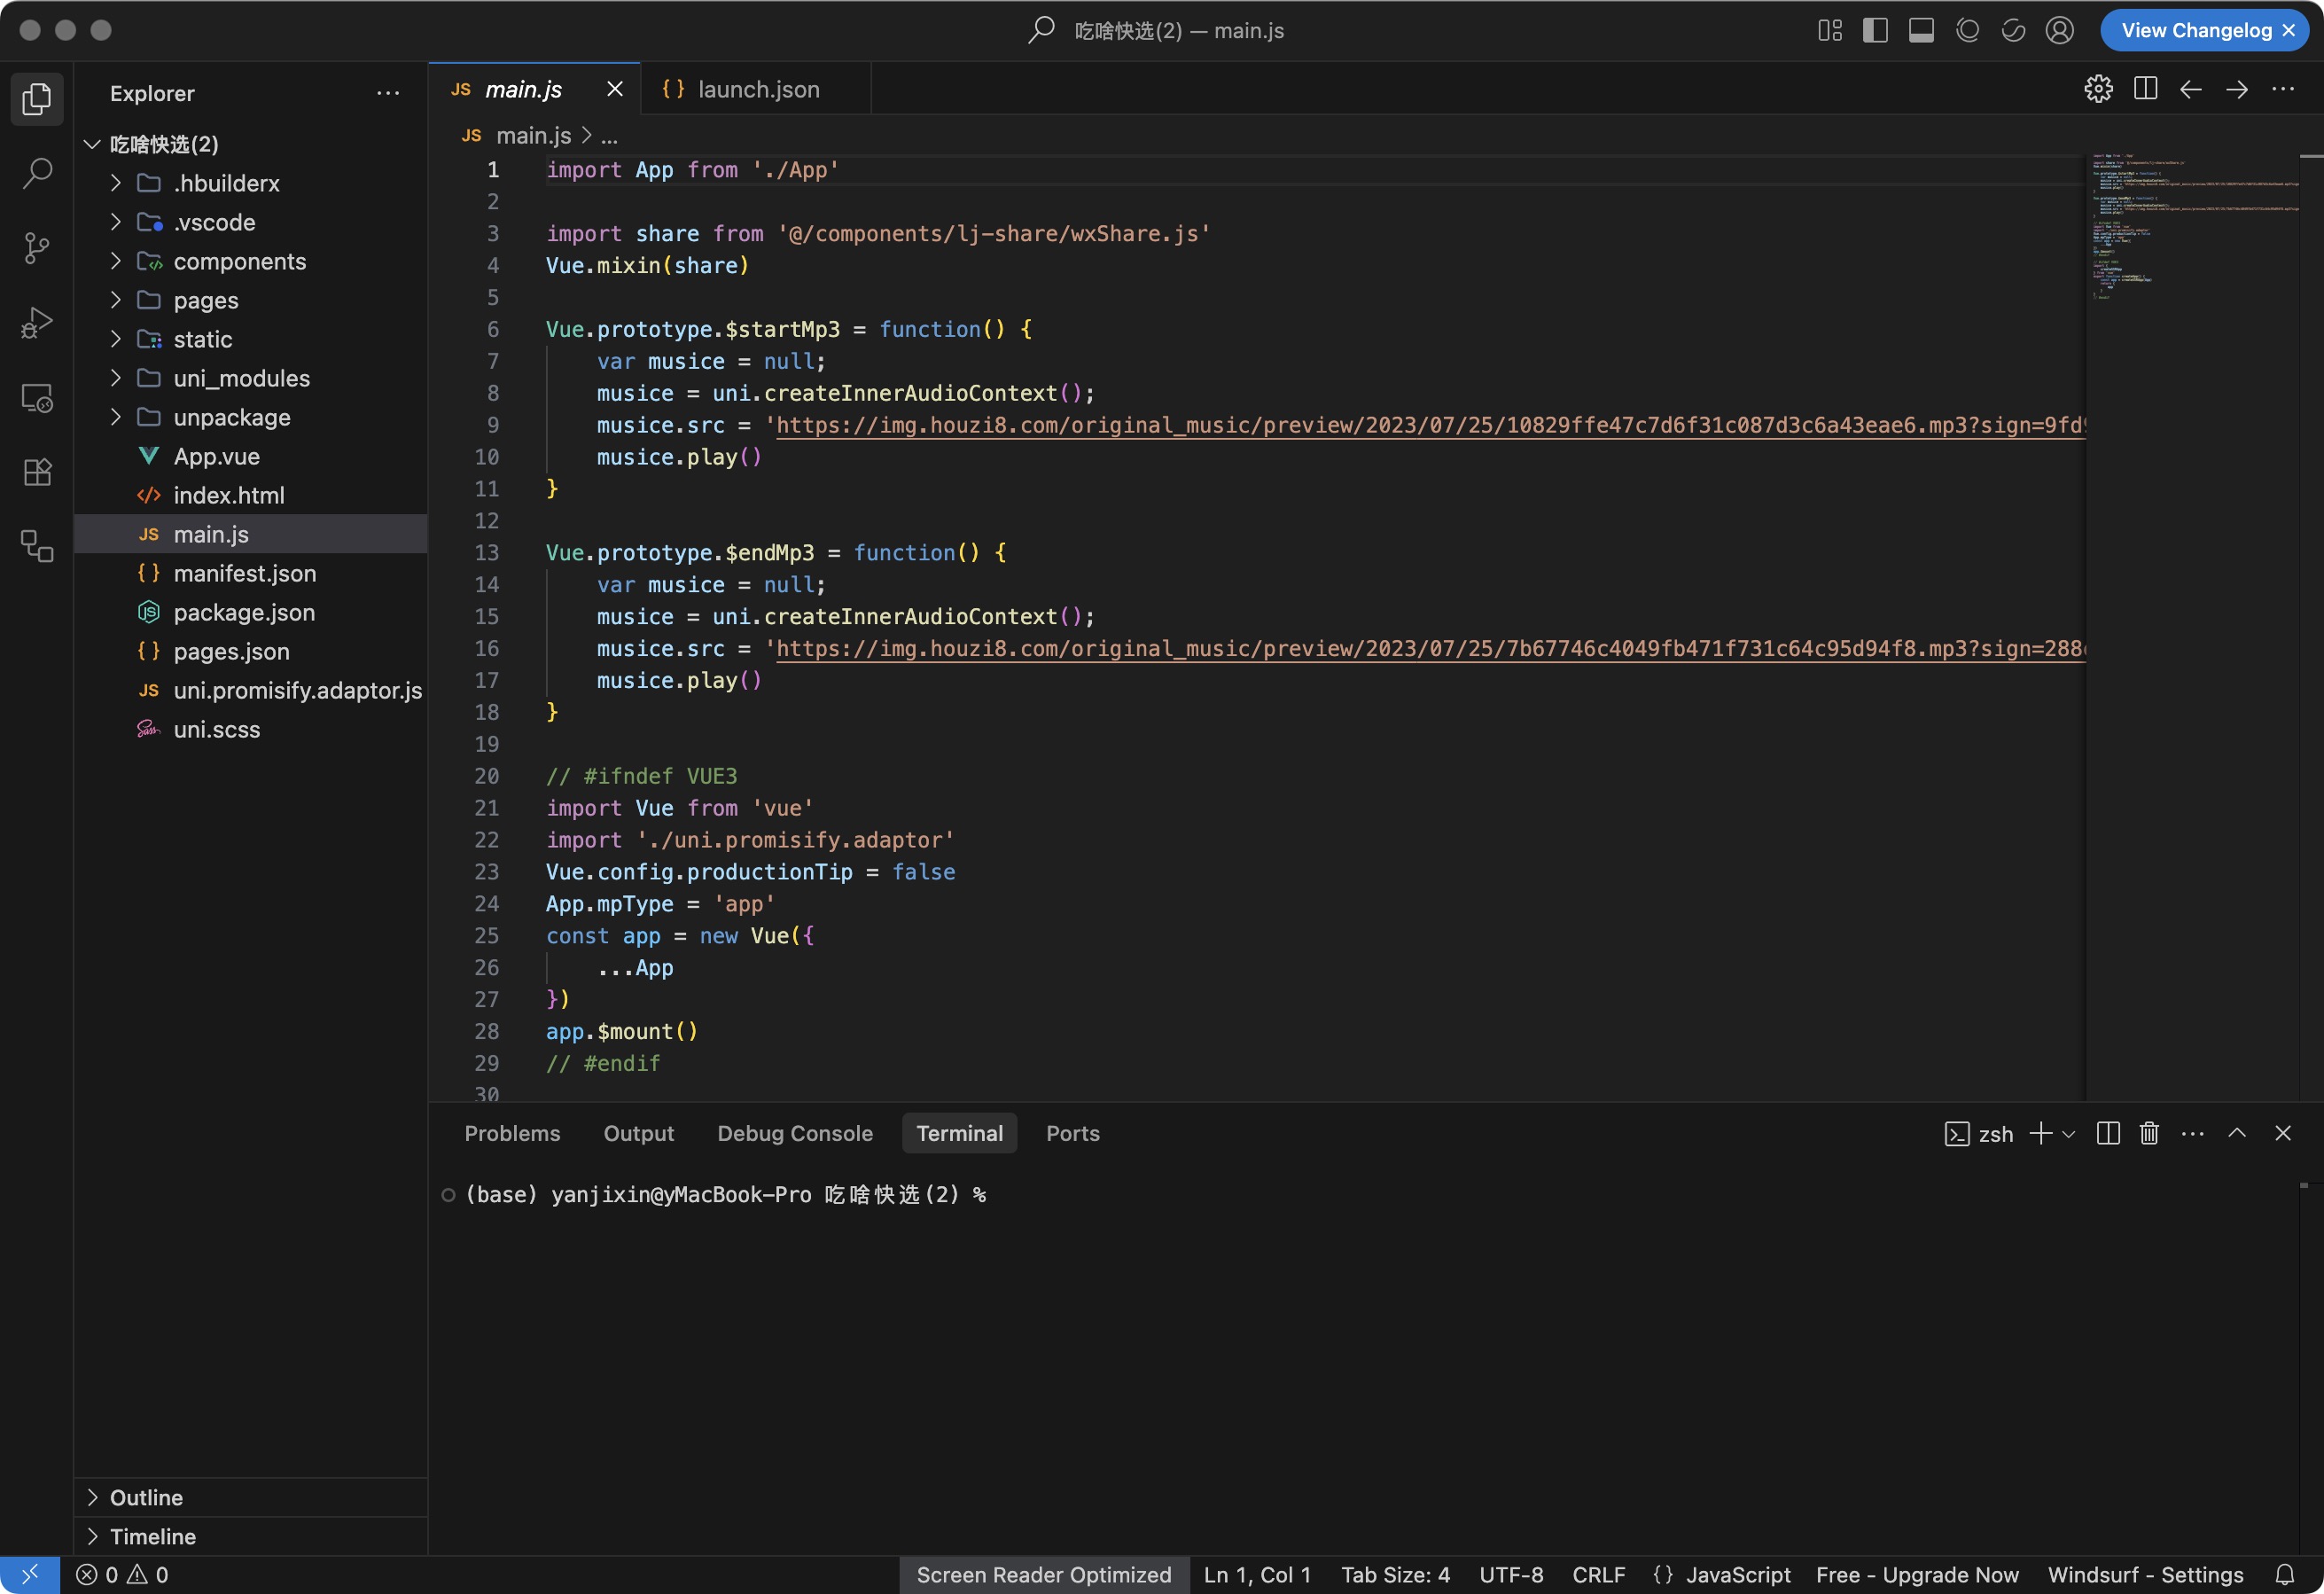 吃啥快选(2) — main.js
View Changelog
Explorer
吃啥快选(2)
.hbuilderx
.vscode
components
pages
static
uni_modules
unpackage
App.vue
index.html
JS main.js
{ } manifest.json
package.json
{ } pages.json
JS uni.promisify.adaptor.js
uni.scss
Outline
Timeline
JS main.js
{ } launch.json
JS main.js > ...
1 import App from './App'
2
3 import share from '@/components/lj-share/wxShare.js'
4 Vue.mixin(share)
5
6 Vue.prototype.$startMp3 = function() {
7 var musice = null;
8 musice = uni.createInnerAudioContext();
9 musice.src = 'https://img.houzi8.com/original_music/preview/2023/07/25/10829ffe47c7d6f31c087d3c6a43eae6.mp3?sign=9fd
10 musice.play()
11 }
12
13 Vue.prototype.$endMp3 = function() {
14 var musice = null;
15 musice = uni.createInnerAudioContext();
16 musice.src = 'https://img.houzi8.com/original_music/preview/2023/07/25/7b67746c4049fb471f731c64c95d94f8.mp3?sign=288
17 musice.play()
18 }
19
20 // #ifndef VUE3
21 import Vue from 'vue'
22 import './uni.promisify.adaptor'
23 Vue.config.productionTip = false
24 App.mpType = 'app'
25 const app = new Vue({
26 ...App
27 })
28 app.$mount()
29 // #endif
30
Problems Output Debug Console Terminal Ports
zsh
(base) yanjixin@yMacBook-Pro 吃啥快选(2) %
0 0
Screen Reader Optimized Ln 1, Col 1 Tab Size: 4 UTF-8 CRLF { } JavaScript Free - Upgrade Now Windsurf - Settings